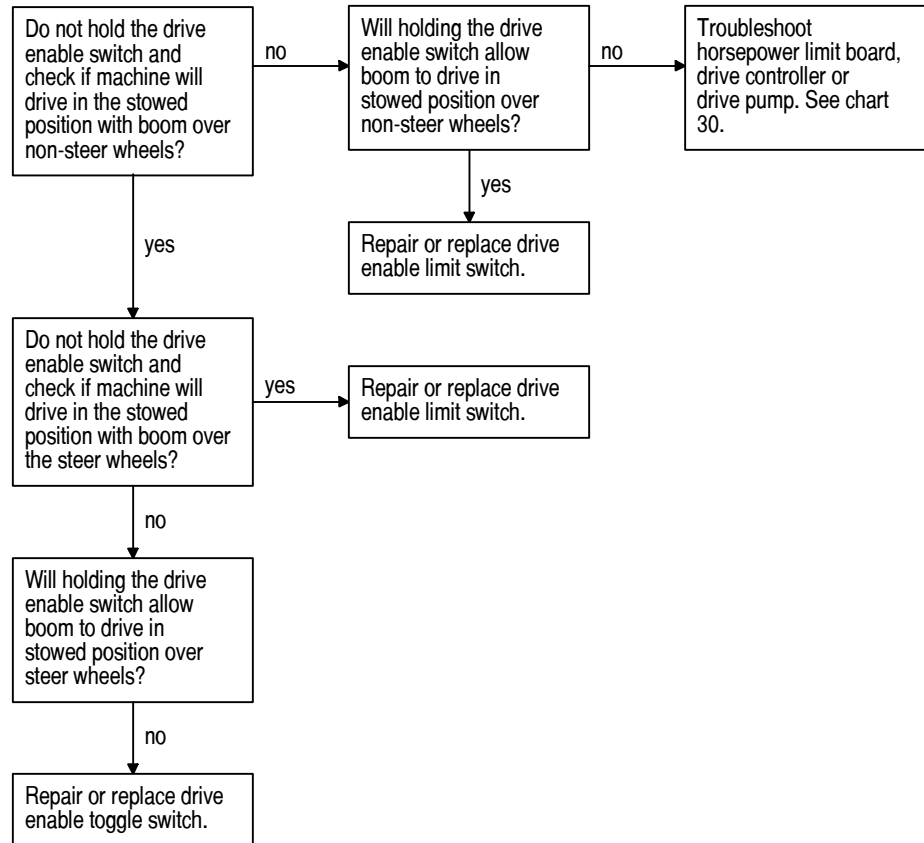 Do not hold the drive
enable switch and
check if machine will
drive in the stowed
position with boom over
non-steer wheels?
no
Will holding the drive
enable switch allow
boom to drive in
stowed position over
non-steer wheels?
no
Troubleshoot
horsepower limit board,
drive controller or
drive pump. See chart
30.
yes
Repair or replace drive
enable limit switch.
yes
Do not hold the drive
enable switch and
check if machine will
drive in the stowed
position with boom over
the steer wheels?
yes
Repair or replace drive
enable limit switch.
no
Will holding the drive
enable switch allow
boom to drive in
stowed position over
steer wheels?
no
Repair or replace drive
enable toggle switch.